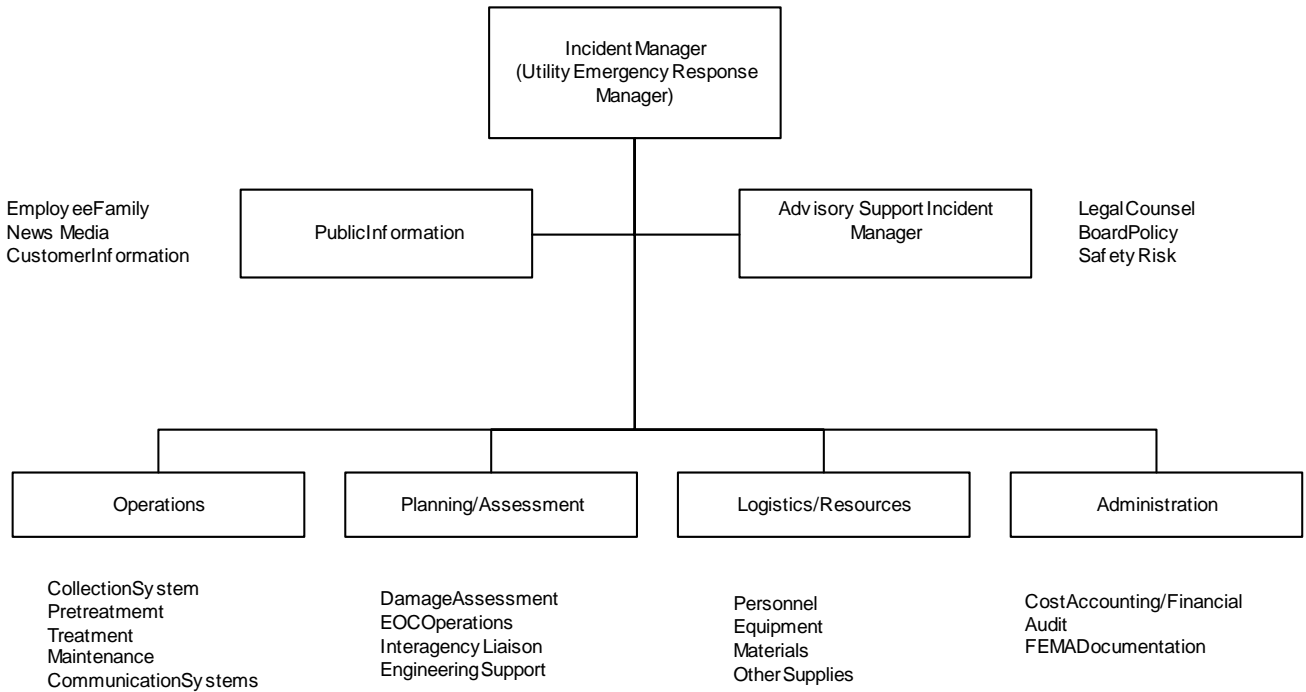 Incident Manager
(Utility Emergency Response
Manager)
EmployeeFamily
News Media
CustomerInformation
PublicInformation
Advisory Support Incident
Manager
LegalCounsel
BoardPolicy
Safety Risk
Operations
Planning/Assessment
Logistics/Resources
Administration
CollectionSystem
Pretreatmemt
Treatment
Maintenance
CommunicationSystems
DamageAssessment
EOCOperations
Interagency Liaison
EngineeringSupport
Personnel
Equipment
Materials
OtherSupplies
CostAccounting/Financial
Audit
FEMADocumentation